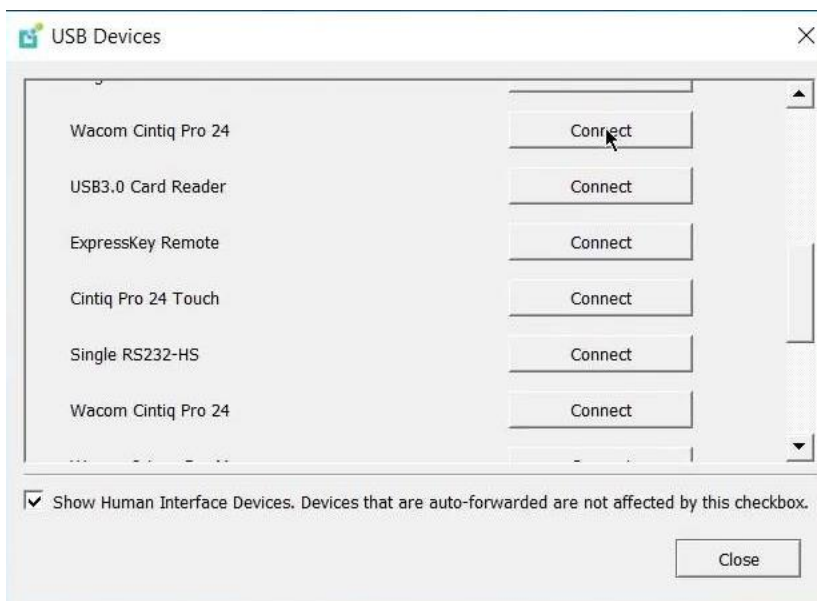 USB Devices
Wacom Cintiq Pro 24 Connect
USB3.0 Card Reader Connect
ExpressKey Remote Connect
Cintiq Pro 24 Touch Connect
Single RS232-HS Connect
Wacom Cintiq Pro 24 Connect
Show Human Interface Devices. Devices that are auto-forwarded are not affected by this checkbox.
Close